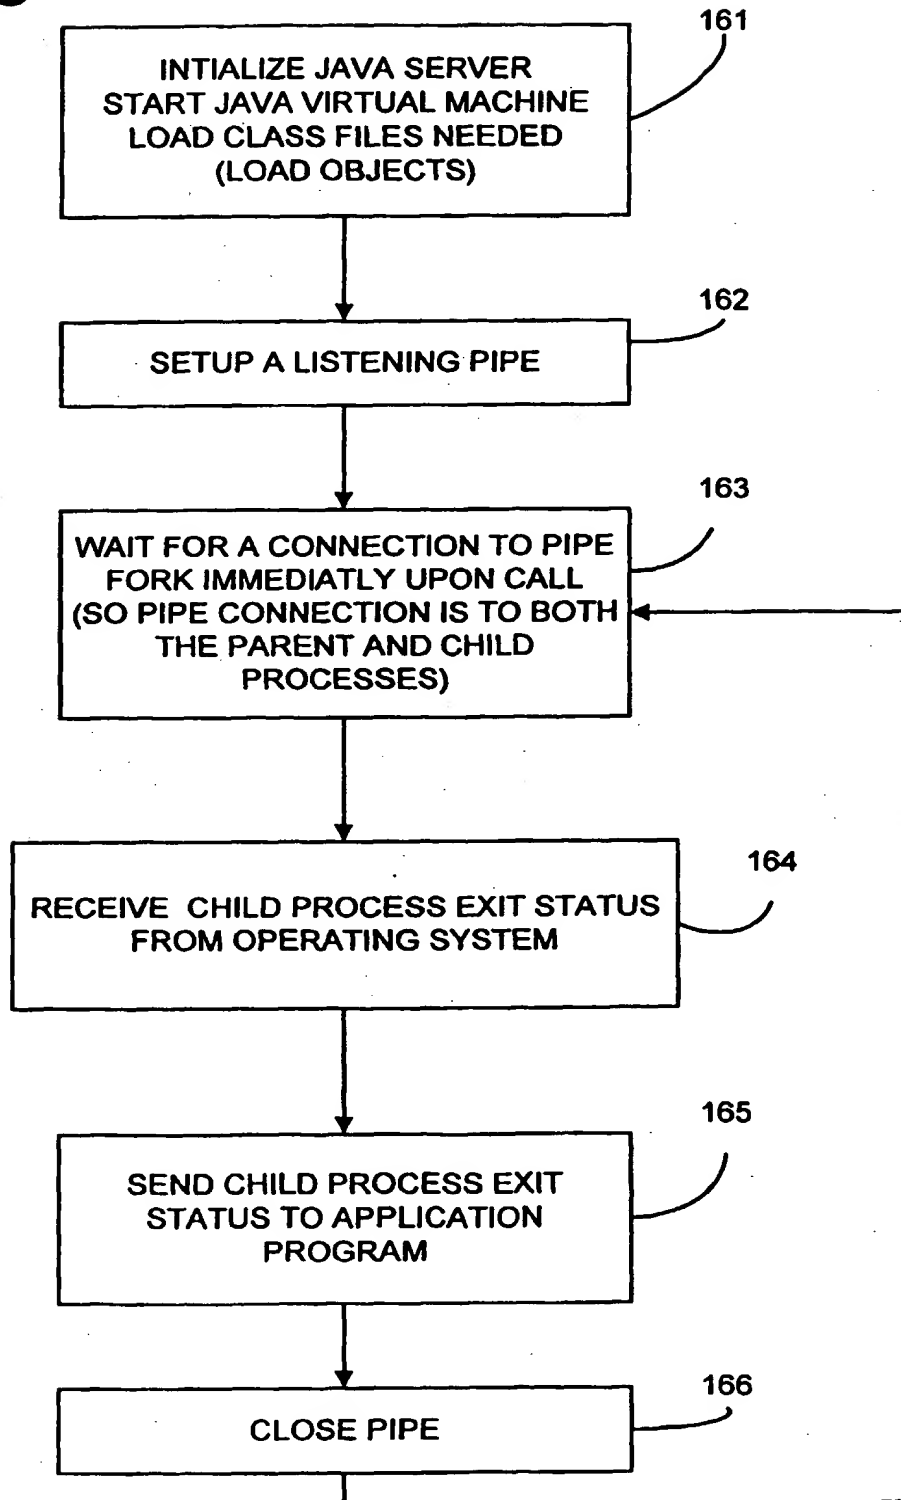 161
INTIALIZE JAVA SERVER
START JAVA VIRTUAL MACHINE
LOAD CLASS FILES NEEDED
(LOAD OBJECTS)
162
SETUP A LISTENING PIPE
163
WAIT FOR A CONNECTION TO PIPE
FORK IMMEDIATLY UPON CALL
(SO PIPE CONNECTION IS TO BOTH
THE PARENT AND CHILD
PROCESSES)
164
RECEIVE CHILD PROCESS EXIT STATUS
FROM OPERATING SYSTEM
165
SEND CHILD PROCESS EXIT
STATUS TO APPLICATION
PROGRAM
166
CLOSE PIPE